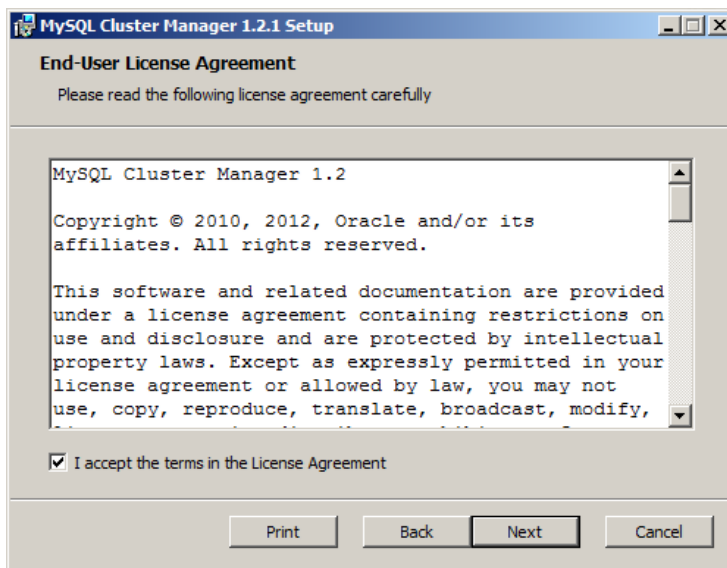 MySQL Cluster Manager 1.2.1 Setup
End-User License Agreement
Please read the following license agreement carefully
MySQL Cluster Manager 1.2
Copyright © 2010, 2012, Oracle and/or its
affiliates. All rights reserved.
This software and related documentation are provided
under a license agreement containing restrictions on
use and disclosure and are protected by intellectual
property laws. Except as expressly permitted in your
license agreement or allowed by law, you may not
use, copy, reproduce, translate, broadcast, modify,
I accept the terms in the License Agreement
Print Back Next Cancel